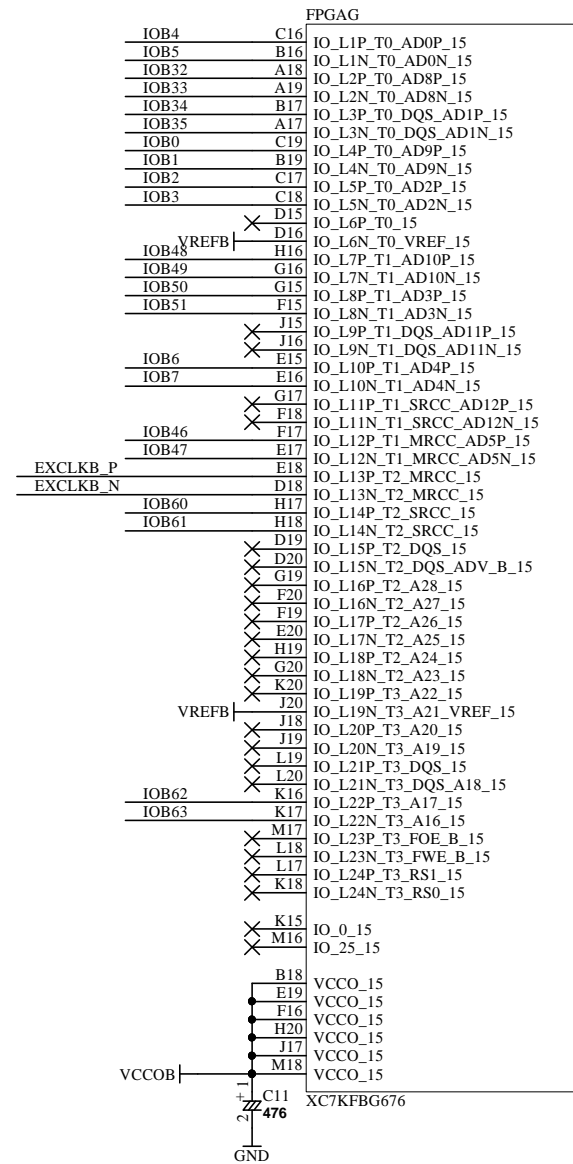 FPGAG
IOB4 C16 IO_L1P_T0_AD0P_15
IOB5 B16 IO_L1N_T0_AD0N_15
IOB32 A18 IO_L2P_T0_AD8P_15
IOB33 A19 IO_L2N_T0_AD8N_15
IOB34 B17 IO_L3P_T0_DQS_AD1P_15
IOB35 A17 IO_L3N_T0_DQS_AD1N_15
IOB0 C19 IO_L4P_T0_AD9P_15
IOB1 B19 IO_L4N_T0_AD9N_15
IOB2 C17 IO_L5P_T0_AD2P_15
IOB3 C18 IO_L5N_T0_AD2N_15
D15 IO_L6P_T0_15
VREFB D16 IO_L6N_T0_VREF_15
IOB48 H16 IO_L7P_T1_AD10P_15
IOB49 G16 IO_L7N_T1_AD10N_15
IOB50 G15 IO_L8P_T1_AD3P_15
IOB51 F15 IO_L8N_T1_AD3N_15
J15 IO_L9P_T1_DQS_AD11P_15
J16 IO_L9N_T1_DQS_AD11N_15
IOB6 E15 IO_L10P_T1_AD4P_15
IOB7 E16 IO_L10N_T1_AD4N_15
G17 IO_L11P_T1_SRCC_AD12P_15
F18 IO_L11N_T1_SRCC_AD12N_15
IOB46 F17 IO_L12P_T1_MRCC_AD5P_15
IOB47 E17 IO_L12N_T1_MRCC_AD5N_15
EXCLKB_P E18 IO_L13P_T2_MRCC_15
EXCLKB_N D18 IO_L13N_T2_MRCC_15
IOB60 H17 IO_L14P_T2_SRCC_15
IOB61 H18 IO_L14N_T2_SRCC_15
D19 IO_L15P_T2_DQS_15
D20 IO_L15N_T2_DQS_ADV_B_15
G19 IO_L16P_T2_A28_15
F20 IO_L16N_T2_A27_15
F19 IO_L17P_T2_A26_15
E20 IO_L17N_T2_A25_15
H19 IO_L18P_T2_A24_15
G20 IO_L18N_T2_A23_15
K20 IO_L19P_T3_A22_15
VREFB J20 IO_L19N_T3_A21_VREF_15
J18 IO_L20P_T3_A20_15
J19 IO_L20N_T3_A19_15
L19 IO_L21P_T3_DQS_15
L20 IO_L21N_T3_DQS_A18_15
IOB62 K16 IO_L22P_T3_A17_15
IOB63 K17 IO_L22N_T3_A16_15
M17 IO_L23P_T3_FOE_B_15
L18 IO_L23N_T3_FWE_B_15
L17 IO_L24P_T3_RS1_15
K18 IO_L24N_T3_RS0_15
K15 IO_0_15
M16 IO_25_15
B18 VCCO_15
E19 VCCO_15
F16 VCCO_15
H20 VCCO_15
J17 VCCO_15
VCCOB M18 VCCO_15
XC7KFBG676
+ 1
C11
476
2
GND